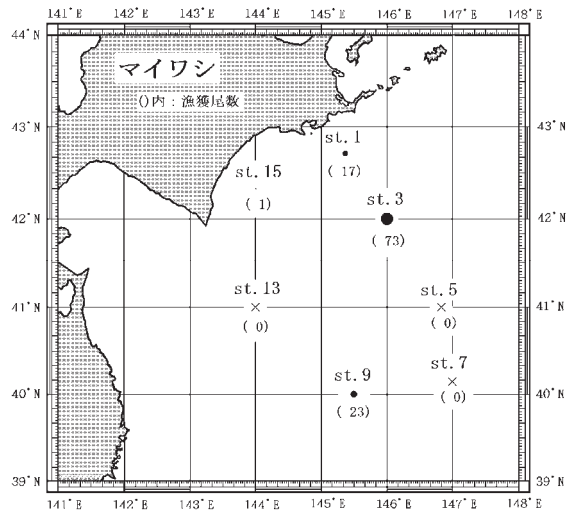 141°E 142°E 143°E 144°E 145°E 146°E 147°E 148°E
44°N 44°N
マイワシ
()内：漁獲尾数
43°N 43°N
st.1
(17)
st.15
(1)
st.3
42°N 42°N
(73)
st.13 st.5
41°N 41°N
(0) (0)
st.7
st.9
40°N 40°N
(0)
(23)
39°N 39°N
141°E 142°E 143°E 144°E 145°E 146°E 147°E 148°E